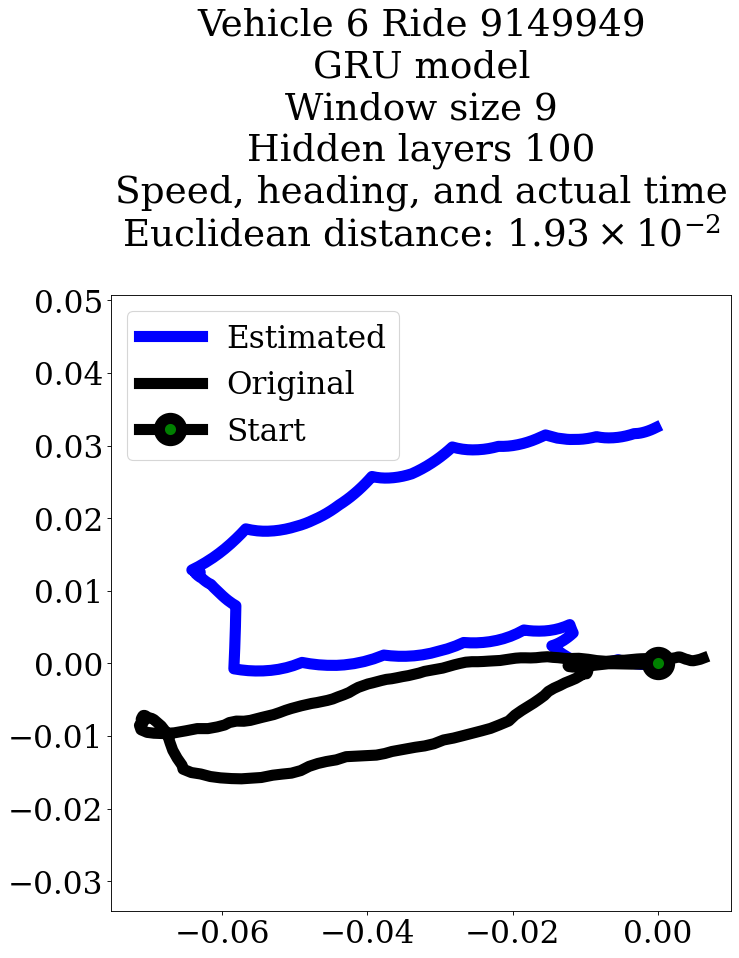 Vehicle 6 Ride 9149949
GRU model
Window size 9
Hidden layers 100
Speed, heading, and actual time
Euclidean distance: 1.93 × 10⁻²
0.05
0.04
0.03
0.02
0.01
0.00
−0.01
−0.02
−0.03
Estimated
Original
Start
−0.06 −0.04 −0.02 0.00